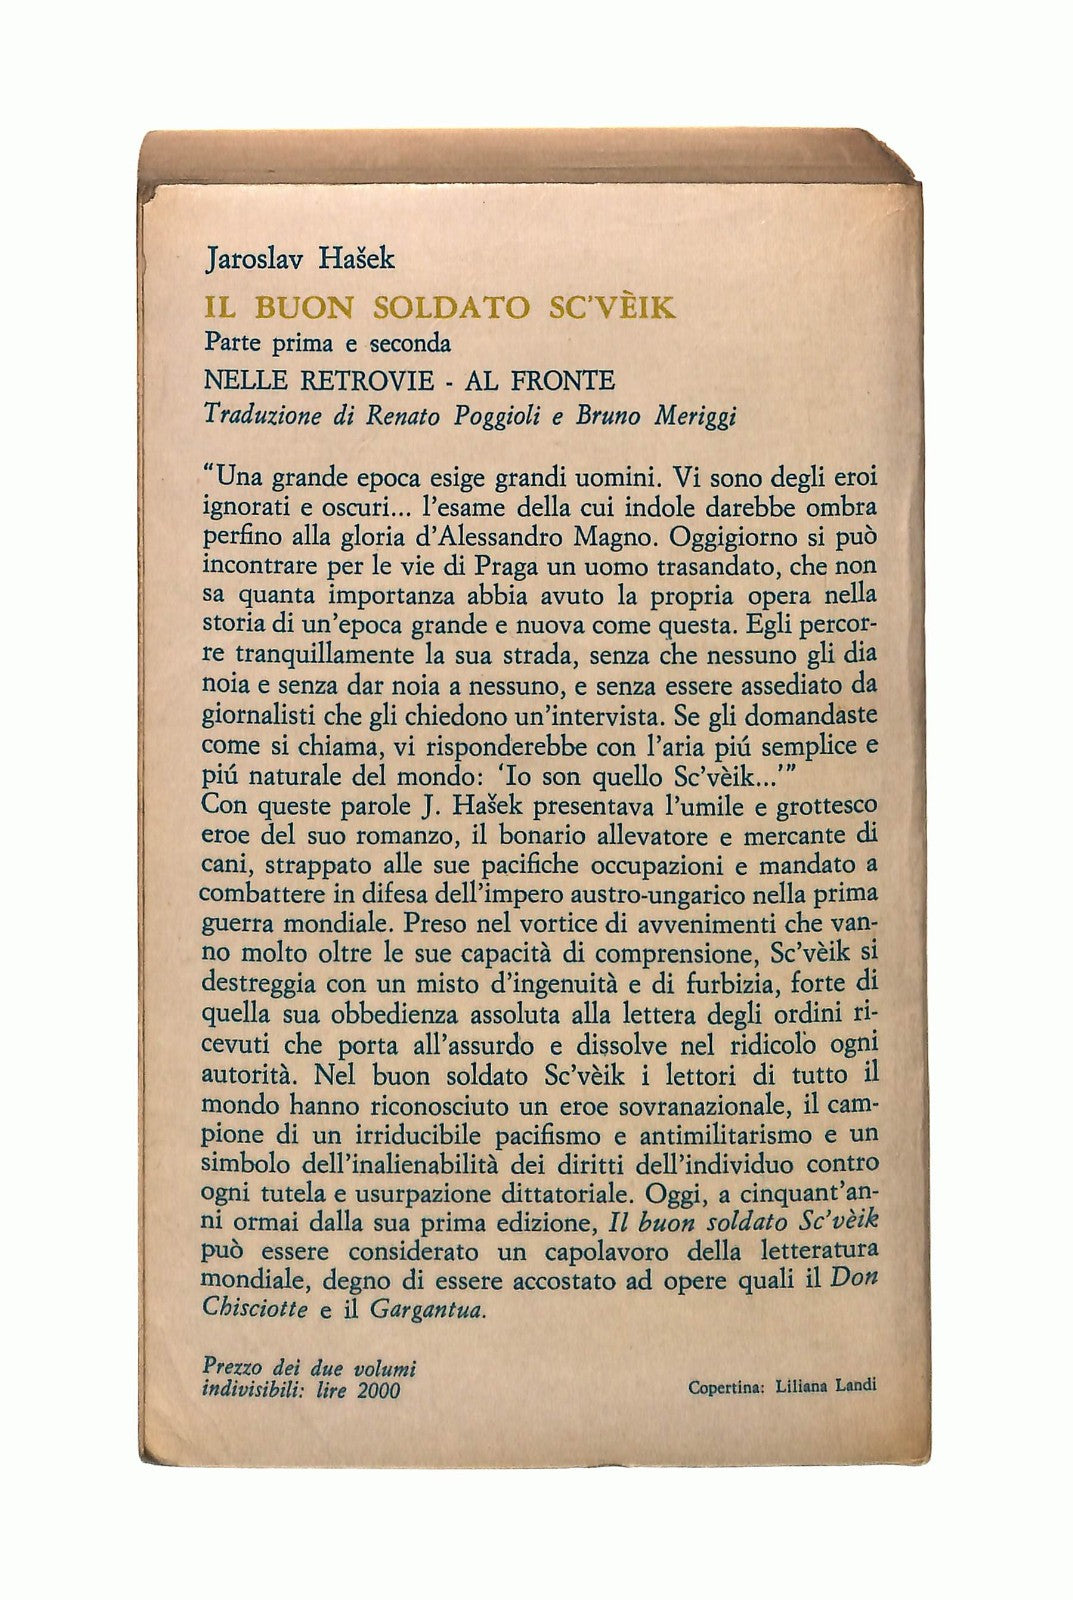 Jaroslav Hašek
IL BUON SOLDATO SC'VÈIK
Parte prima e seconda
NELLE RETROVIE - AL FRONTE
Traduzione di Renato Poggioli e Bruno Meriggi
“Una grande epoca esige grandi uomini. Vi sono degli eroi
ignorati e oscuri... l'esame della cui indole darebbe ombra
perfino alla gloria d'Alessandro Magno. Oggigiorno si può
incontrare per le vie di Praga un uomo trasandato, che non
sa quanta importanza abbia avuto la propria opera nella
storia di un'epoca grande e nuova come questa. Egli percor-
re tranquillamente la sua strada, senza che nessuno gli dia
noia e senza dar noia a nessuno, e senza essere assediato da
giornalisti che gli chiedono un'intervista. Se gli domandaste
come si chiama, vi risponderebbe con l'aria piú semplice e
piú naturale del mondo: ‘Io son quello Sc'vèik...’”
Con queste parole J. Hašek presentava l'umile e grottesco
eroe del suo romanzo, il bonario allevatore e mercante di
cani, strappato alle sue pacifiche occupazioni e mandato a
combattere in difesa dell'impero austro-ungarico nella prima
guerra mondiale. Preso nel vortice di avvenimenti che van-
no molto oltre le sue capacità di comprensione, Sc'vèik si
destreggia con un misto d'ingenuità e di furbizia, forte di
quella sua obbedienza assoluta alla lettera degli ordini ri-
cevuti che porta all'assurdo e dissolve nel ridicolo ogni
autorità. Nel buon soldato Sc'vèik i lettori di tutto il
mondo hanno riconosciuto un eroe sovranazionale, il cam-
pione di un irriducibile pacifismo e antimilitarismo e un
simbolo dell'inalienabilità dei diritti dell'individuo contro
ogni tutela e usurpazione dittatoriale. Oggi, a cinquant'an-
ni ormai dalla sua prima edizione, Il buon soldato Sc'vèik
può essere considerato un capolavoro della letteratura
mondiale, degno di essere accostato ad opere quali il Don
Chisciotte e il Gargantua.
Prezzo dei due volumi
indivisibili: lire 2000
Copertina: Liliana Landi